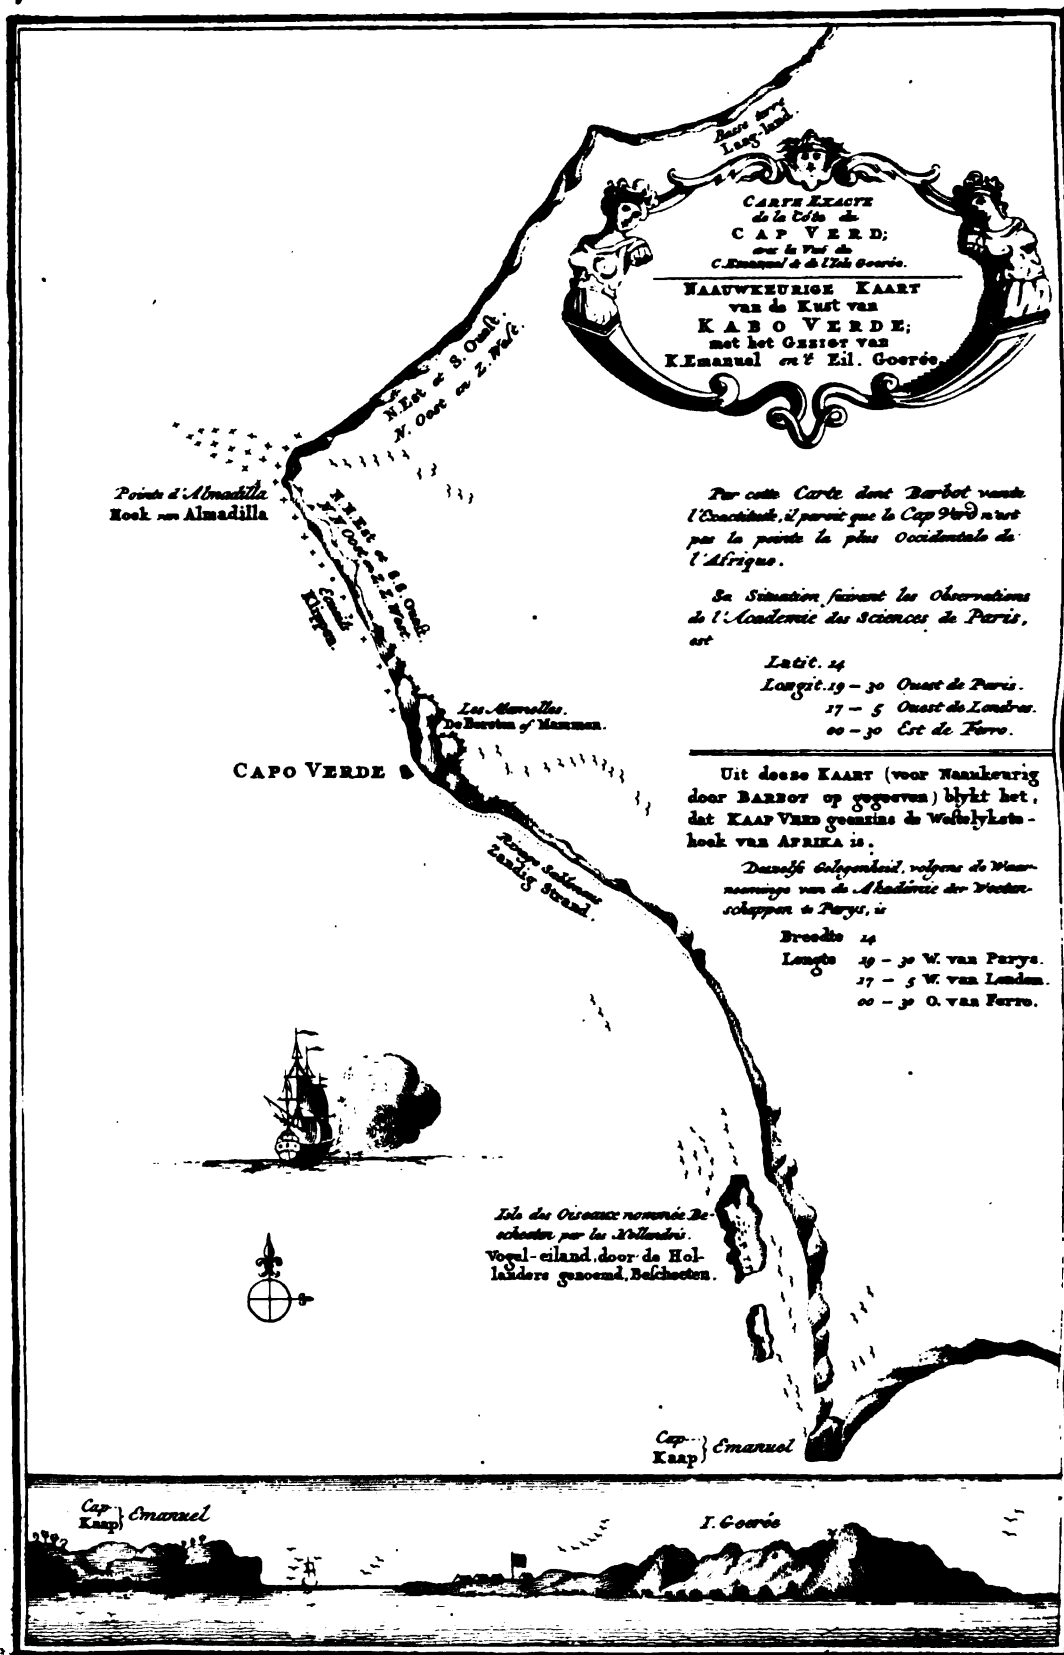 Basse terre
Laag-land.
CARTE EXACTE
de la Côte du
CAP VERD;
avec la Vuë du
C. Emanuel & de l'Isle Goerée.
NAAUWKEURIGE KAART
van de Kust van
KABO VERDE;
met het GEZIGT van
K. Emanuel en 't Eil. Goerée.
N. Est et S. Ouest.
N. Oost en Z. West.
Pointe d'Almadilla
Hoek van Almadilla
N. N. Est et S. S. Ouest.
N. N. Oost en Z. Z. West.
Ecueils
Klippen.
Par cette Carte dont Barbot vante
l'Exactitude, il paroit que le Cap Verd n'est
pas la pointe la plus Occidentale de
l'Afrique.
Sa Situation suivant les Observations
de l'Academie des Sciences de Paris,
est
Latit. 14
Longit. 19 - 30 Ouest de Paris.
17 - 5 Ouest de Londres.
00 - 30 Est de Ferro.
Les Mamelles.
De Borsten of Mammen.
CAPO VERDE
Rivage Sabloneux
Zandig Strand.
Uit deeze KAART (voor Naaukeurig
door BARBOT op gegeeven) blykt het,
dat KAAP VERD geensins de Westelykste-
hoek van AFRIKA is.
Deszelfs Gelegenheid, volgens de Waar-
neeminge van de Akadémie der Weeten-
schappen te Parys, is
Breedte 14
Lengte 19 - 30 W. van Parys.
17 - 5 W. van Londen.
00 - 30 O. van Ferro.
Isle des Oiseaux nommée Be-
schooten par les Hollandois.
Vogel-eiland, door de Hol-
landers genoemd, Beschooten.
Cap
Kaap } Emanuel
Cap
Kaap } Emanuel
I. Goerée